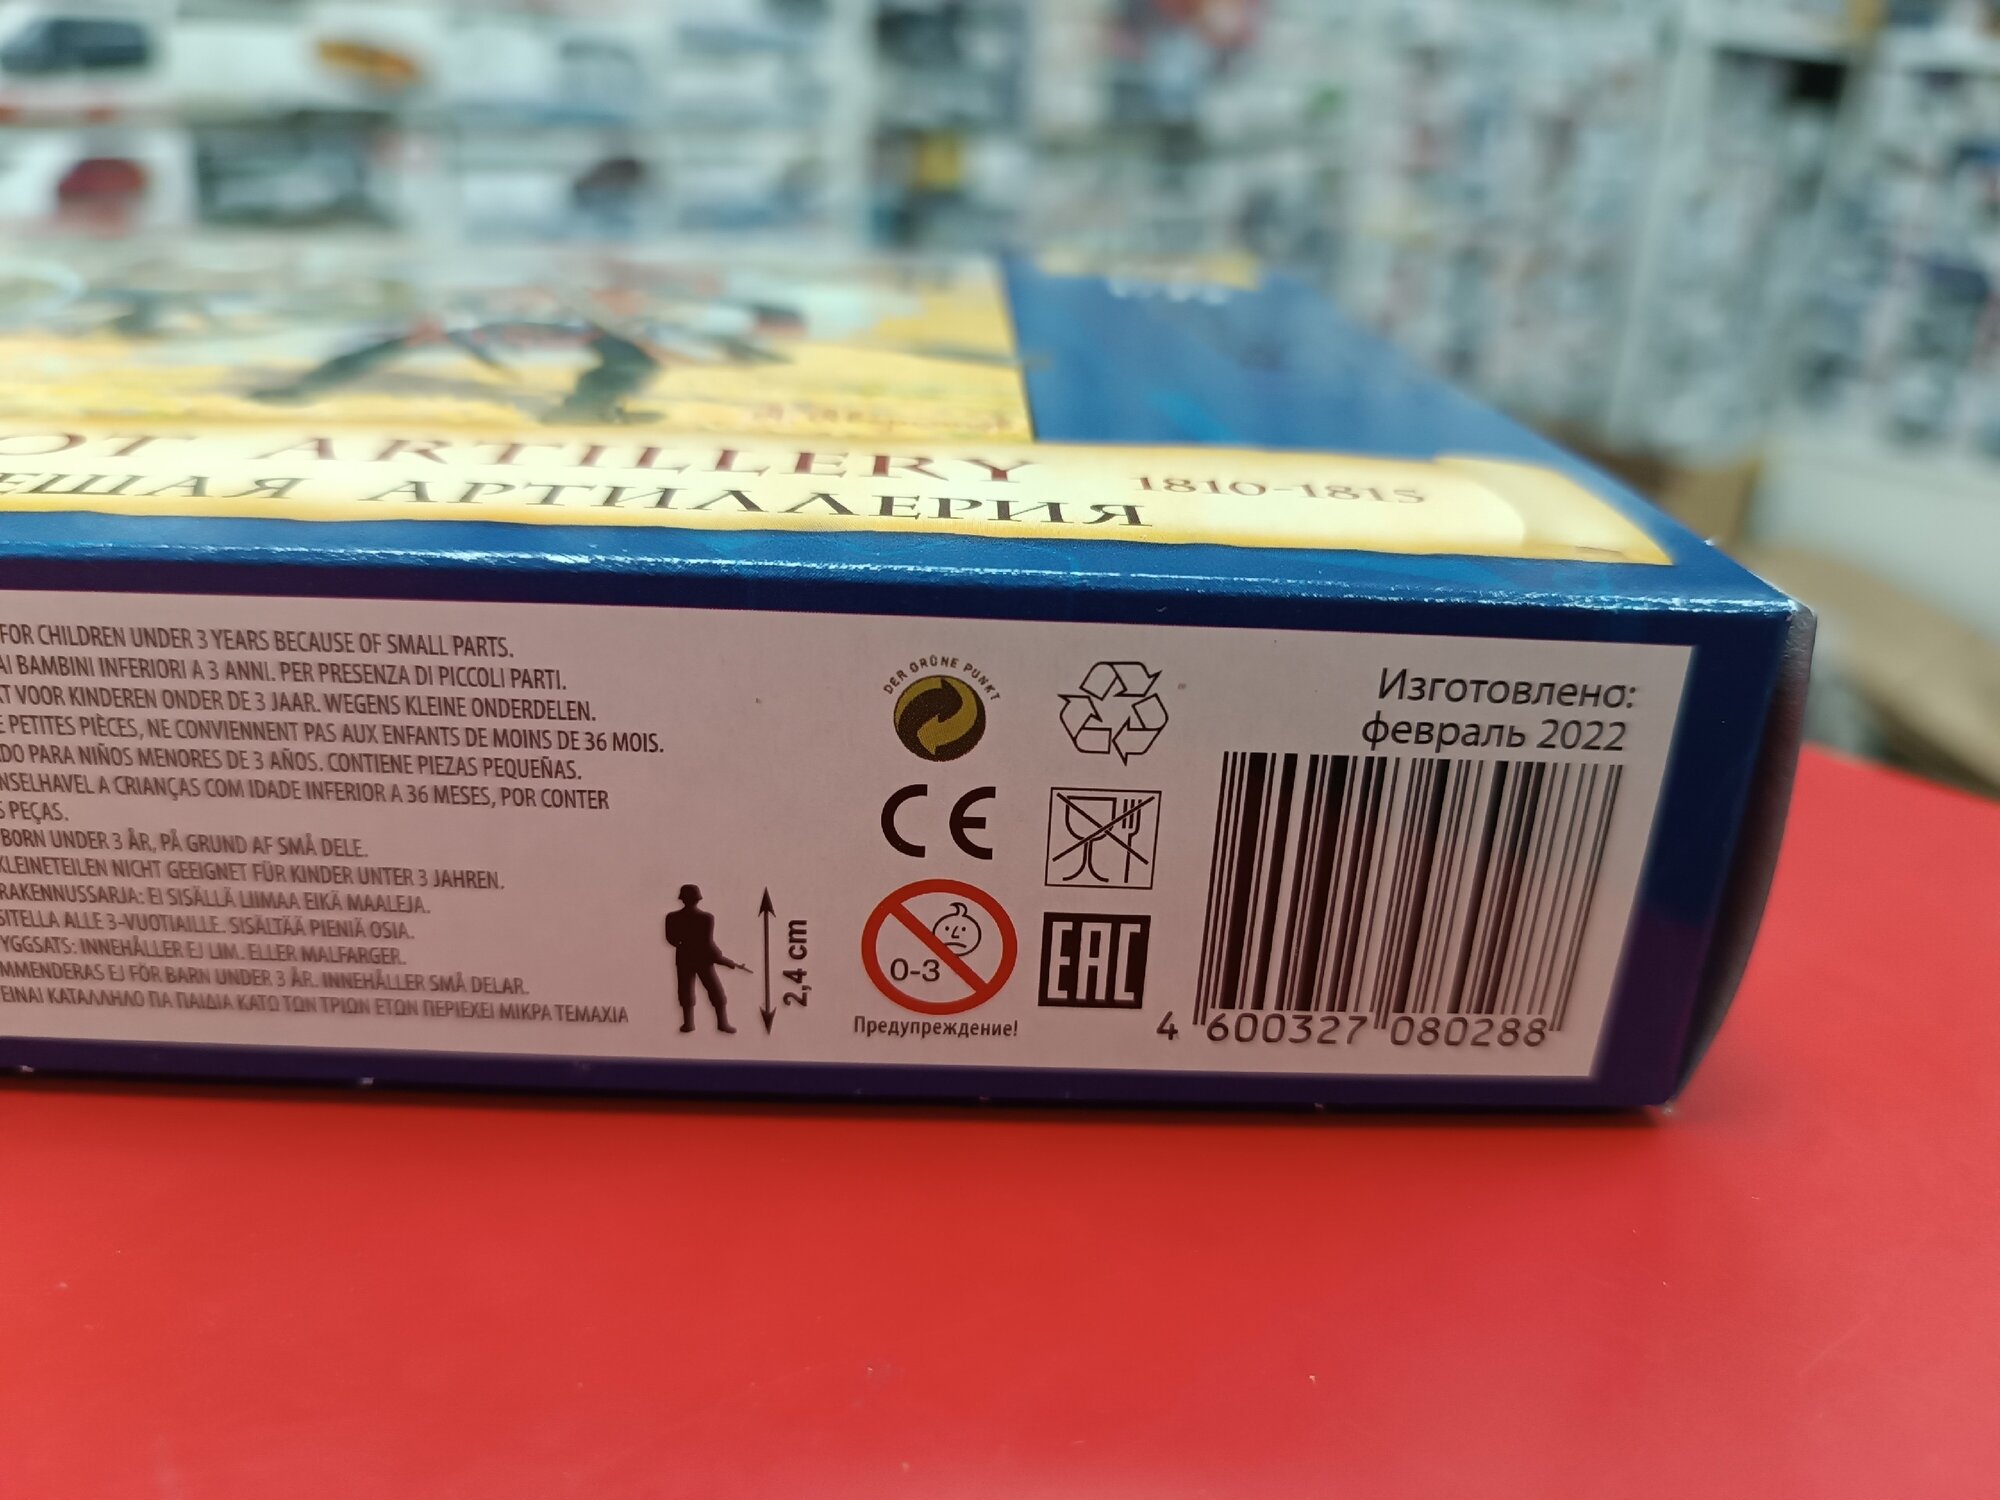 ARTILLERY 1810-1815
АРТИЛЛЕРИЯ
FOR CHILDREN UNDER 3 YEARS BECAUSE OF SMALL PARTS.
AI BAMBINI INFERIORI A 3 ANNI. PER PRESENZA DI PICCOLI PARTI.
KT VOOR KINDEREN ONDER DE 3 JAAR. WEGENS KLEINE ONDERDELEN.
E PETITES PIÈCES, NE CONVIENNENT PAS AUX ENFANTS DE MOINS DE 36 MOIS.
DO PARA NIÑOS MENORES DE 3 AÑOS. CONTIENE PIEZAS PEQUEÑAS.
NSELHAVEL A CRIANÇAS COM IDADE INFERIOR A 36 MESES, POR CONTER
S PEÇAS.
BORN UNDER 3 ÅR, PÅ GRUND AF SMÅ DELE.
KLEINETEILEN NICHT GEEIGNET FÜR KINDER UNTER 3 JAHREN.
RAKENNUSSARJA: EI SISÄLLÄ LIIMAA EIKÄ MAALEJA.
SITELLA ALLE 3-VUOTIAILLE. SISÄLTÄÄ PIENIÄ OSIA.
YGGSATS: INNEHÅLLER EJ LIM. ELLER MALFARGER.
MMENDERAS EJ FÖR BARN UNDER 3 ÅR. INNEHÅLLER SMÅ DELAR.
ΕΙΝΑΙ ΚΑΤΑΛΛΗΛΟ ΓΙΑ ΠΑΙΔΙΑ ΚΑΤΩ ΤΩΝ ΤΡΙΩΝ ΕΤΩΝ ΠΕΡΙΕΧΕΙ ΜΙΚΡΑ ΤΕΜΑΧΙΑ
2,4 cm
DER GRÜNE PUNKT
CE
0-3
Предупреждение!
EAC
Изготовлено:
февраль 2022
4 600327 080288